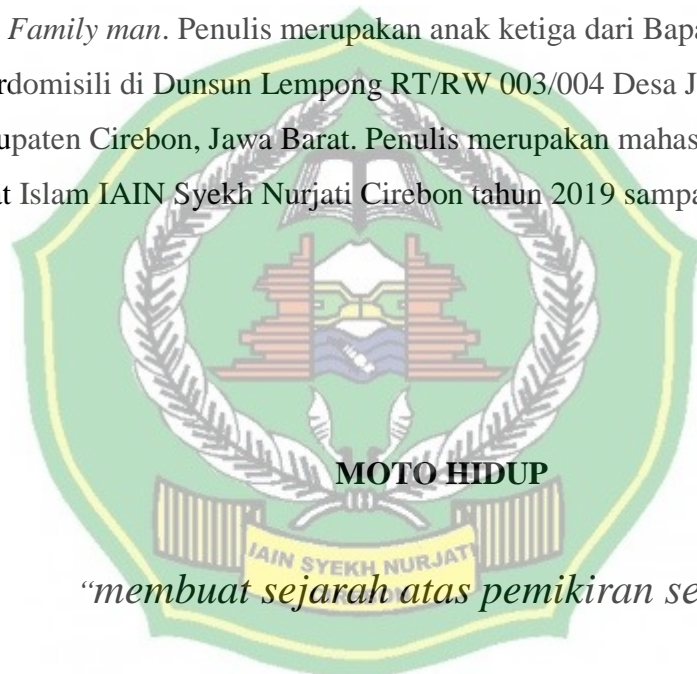 Family man. Penulis merupakan anak ketiga dari Bapa
rdomisili di Dunsun Lempong RT/RW 003/004 Desa J
upaten Cirebon, Jawa Barat. Penulis merupakan mahas
at Islam IAIN Syekh Nurjati Cirebon tahun 2019 sampa
MOTO HIDUP
IAIN SYEKH NURJATI
“membuat sejarah atas pemikiran se